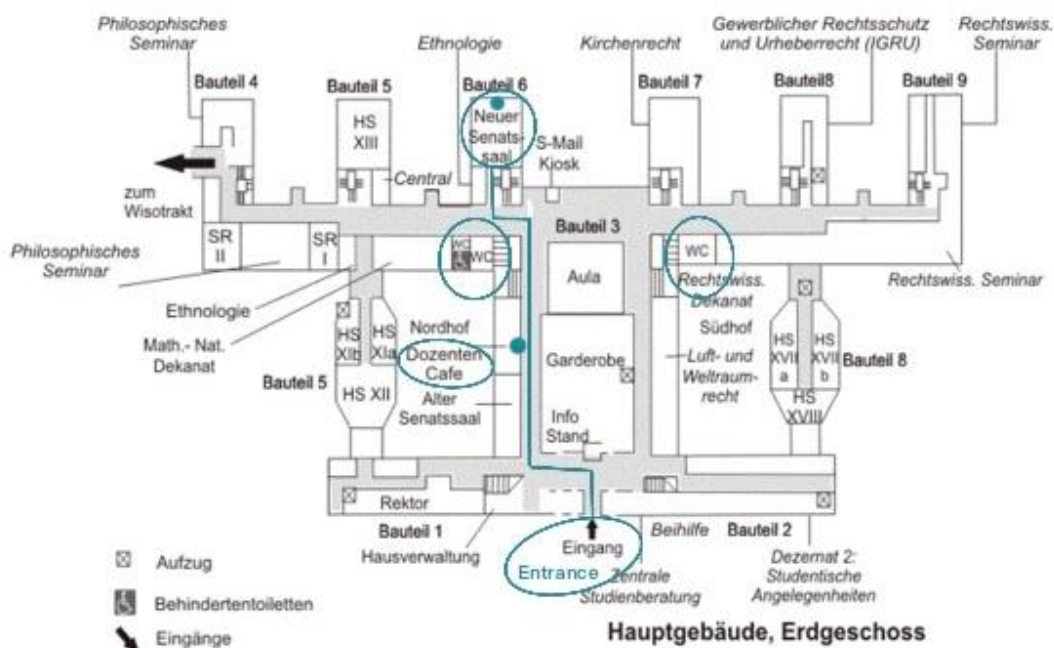 Philosophisches
Seminar
Ethnologie
Kirchenrecht
Gewerblicher Rechtsschutz
und Urheberrecht (IGRU)
Rechtswiss.
Seminar
Bauteil 4
Bauteil 5
Bauteil 6
Bauteil 7
Bauteil8
Bauteil 9
HS
XIII
Neuer
Senats-
saal
S-Mail
Kiosk
Central
zum
Wisotrakt
Bauteil 3
SR
II
SR
I
WC
WC
WC
Aula
Philosophisches
Seminar
Rechtswiss.
Dekanat
Rechtswiss. Seminar
Ethnologie
Math.- Nat.
Dekanat
HS
XIb
HS
XIa
Nordhof
Dozenten
Cafe
Garderobe
Südhof
Luft- und
Weltraum-
recht
HS
XVII
a
HS
XVII
b
Bauteil 8
Bauteil 5
HS XII
Alter
Senatssaal
Info
Stand
HS
XVIII
Rektor
Bauteil 1
Hausverwaltung
Eingang
Entrance
Beihilfe
Bauteil 2
Zentrale
Studienberatung
Dezernat 2:
Studentische
Angelegenheiten
Aufzug
Behindertentoiletten
Eingänge
Hauptgebäude, Erdgeschoss